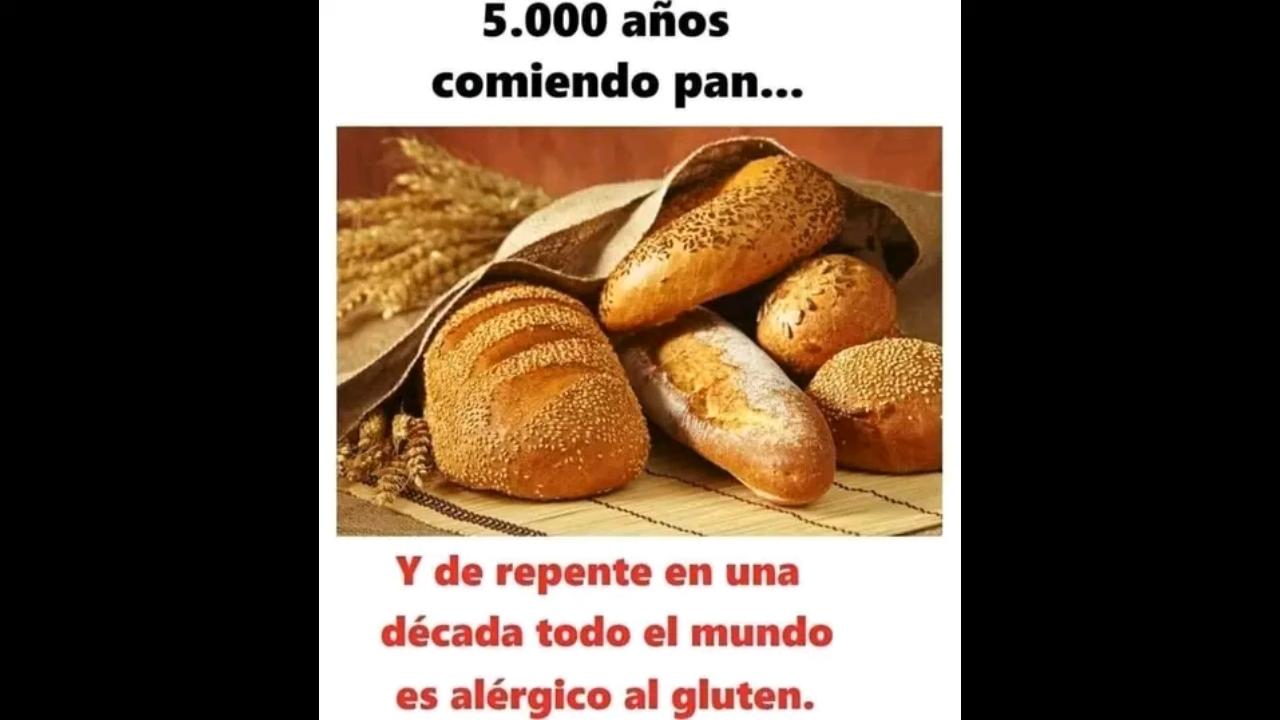 5.000 años
comiendo pan...
Y de repente en una
década todo el mundo
es alérgico al gluten.